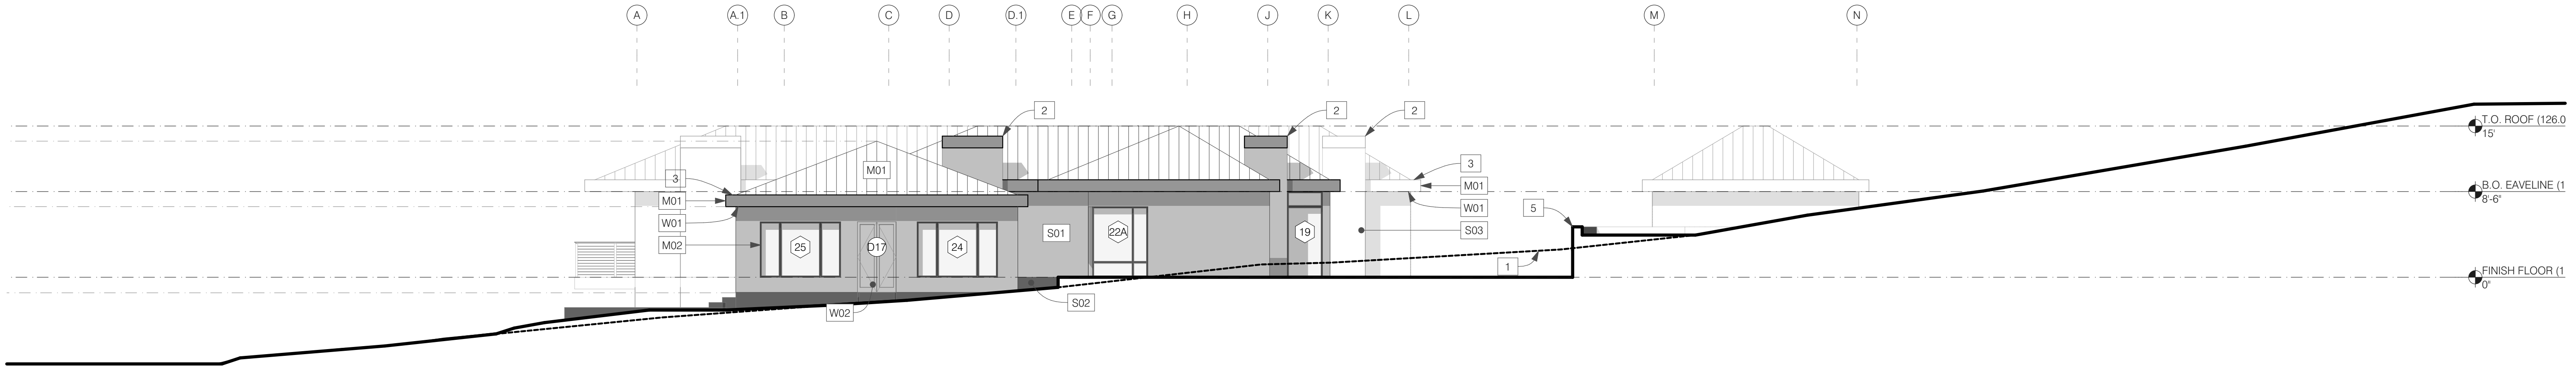 A A.1 B C D D.1 E F G H J K L M N
2 2 2
T.O. ROOF (126.0
15'
M01
3 3
M01 M01
B.O. EAVELINE (1
8'-6"
W01 W01
5
M02 25 D17 24 S01 22A 19 S03
1
FINISH FLOOR (1
0"
S02
W02